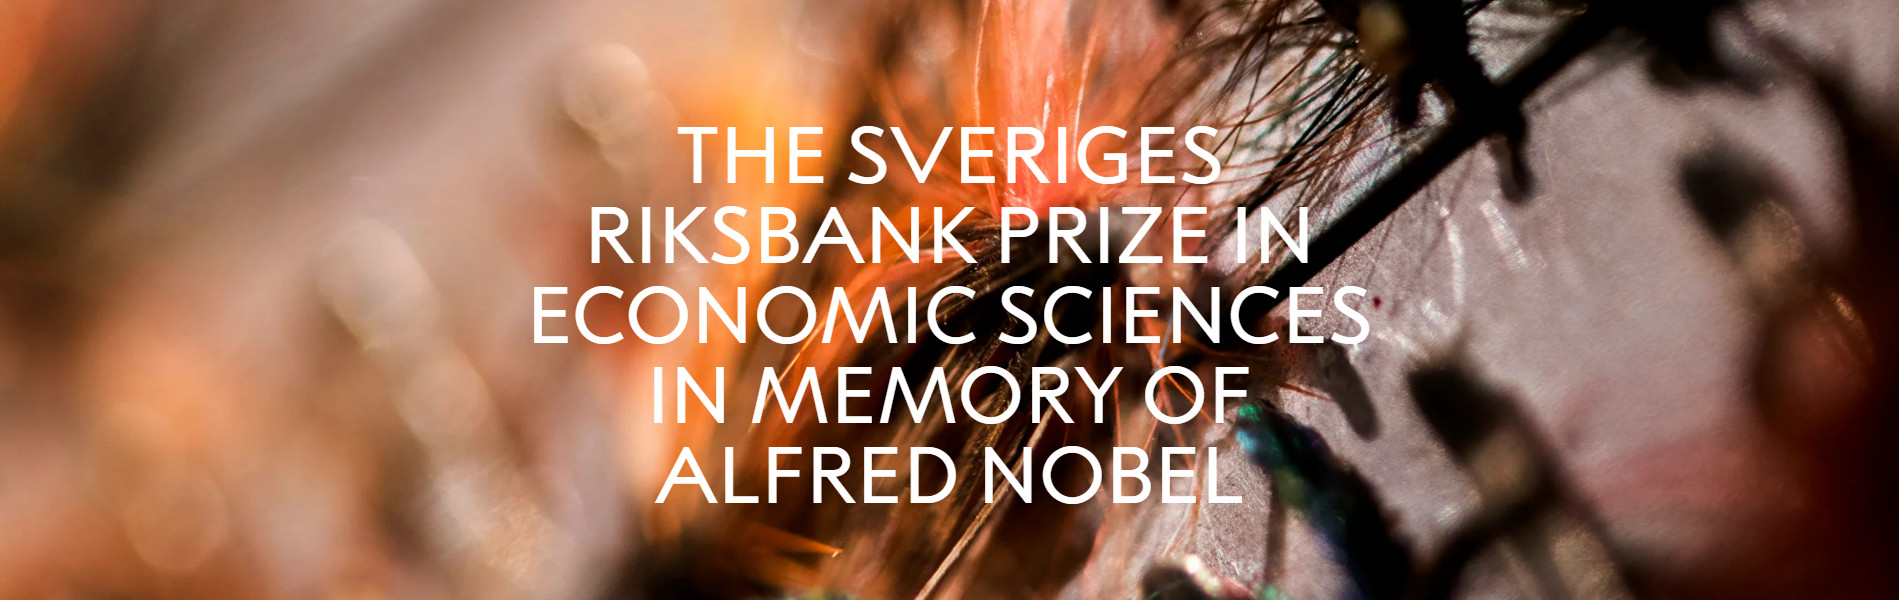 THE SVERIGES
RIKSBANK PRIZE IN
ECONOMIC SCIENCES
IN MEMORY OF
ALFRED NOBEL